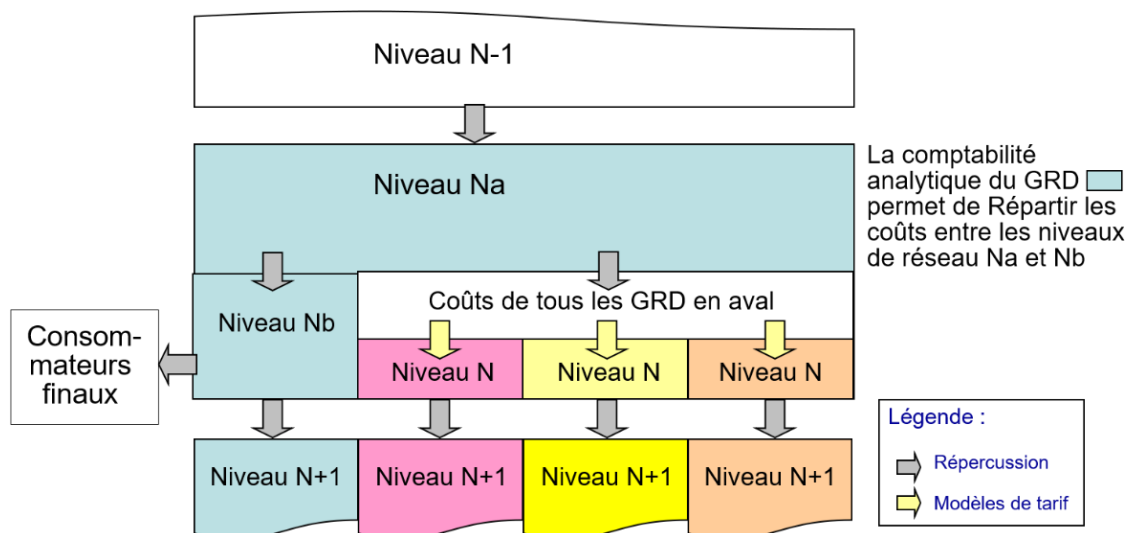 Niveau N-1
Niveau Na
La comptabilité
analytique du GRD
permet de Répartir les
coûts entre les niveaux
de réseau Na et Nb
Coûts de tous les GRD en aval
Niveau Nb
Consom-
mateurs
finaux
Niveau N
Niveau N
Niveau N
Niveau N+1
Niveau N+1
Niveau N+1
Niveau N+1
Légende :
Répercussion
Modèles de tarif